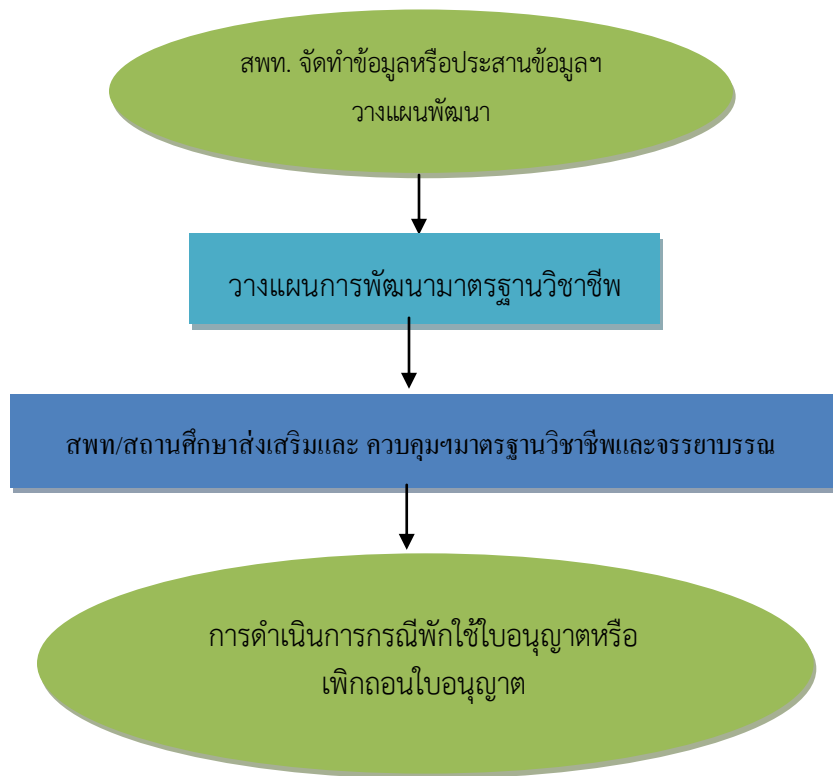 สพท. จัดทำข้อมูลหรือประสานข้อมูลฯ
วางแผนพัฒนา
วางแผนการพัฒนามาตรฐานวิชาชีพ
สพท/สถานศึกษาส่งเสริมและ ควบคุมฯมาตรฐานวิชาชีพและจรรยาบรรณ
การดำเนินการกรณีพักใช้ใบอนุญาตหรือ
เพิกถอนใบอนุญาต